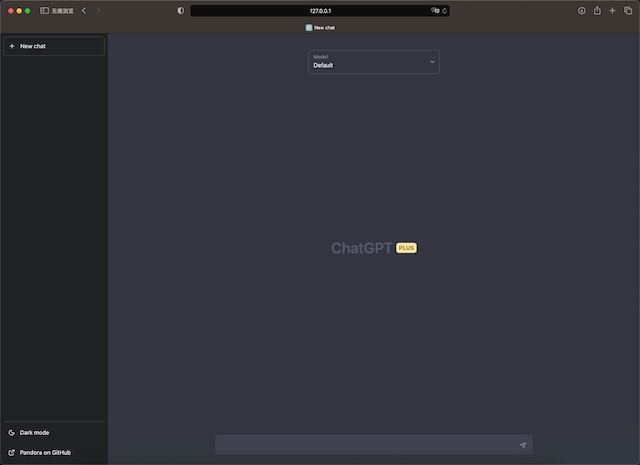 无痕浏览
127.0.0.1
New chat
New chat
Model
Default
ChatGPT PLUS
Dark mode
Pandora on GitHub